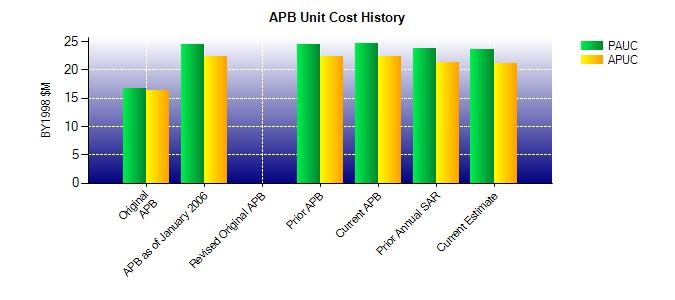 APB Unit Cost History
BY1998 $M
25
20
15
10
5
0
Original
APB
APB as of January 2006
Revised Original APB
Prior APB
Current APB
Prior Annual SAR
Current Estimate
PAUC
APUC